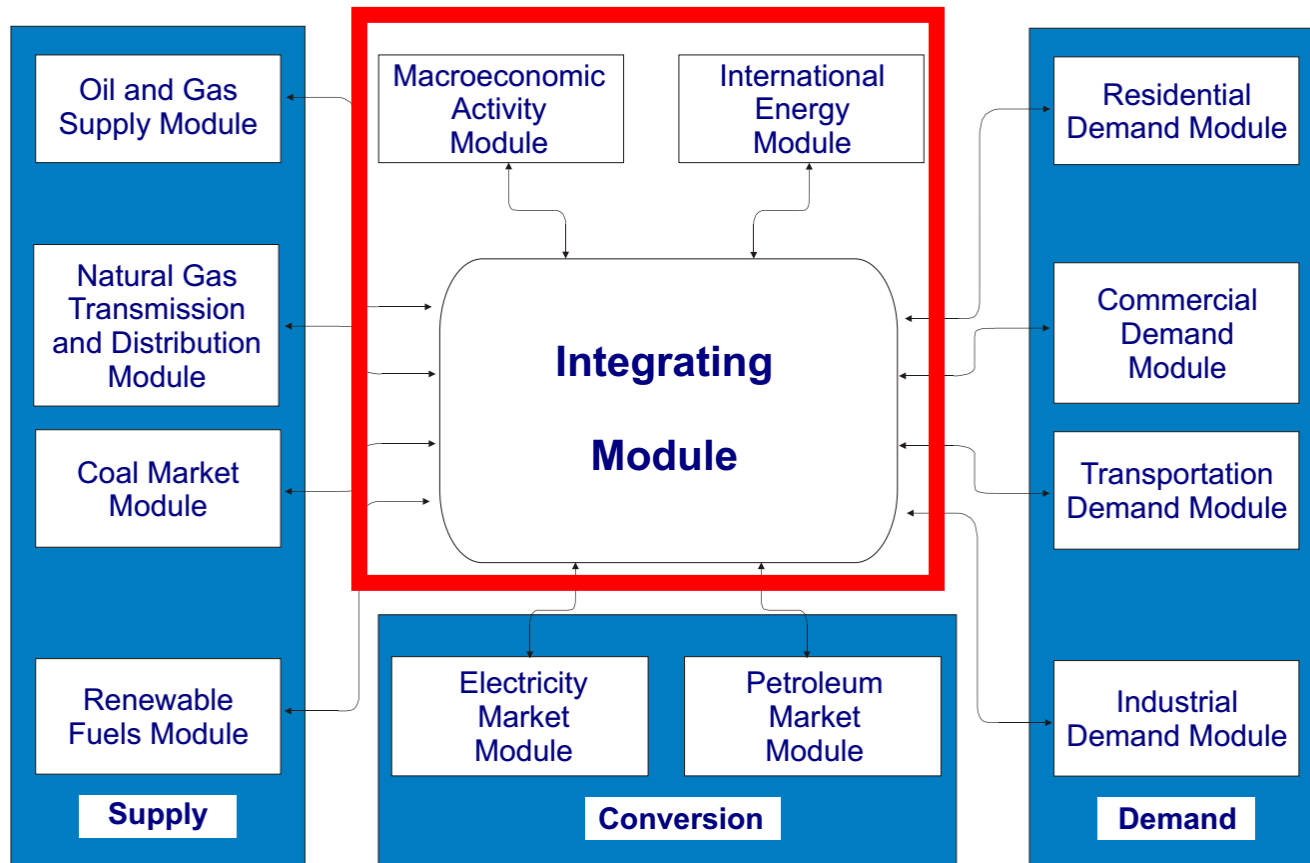 Oil and Gas
Supply Module
Natural Gas
Transmission
and Distribution
Module
Coal Market
Module
Renewable
Fuels Module
Supply
Macroeconomic
Activity
Module
International
Energy
Module
Integrating
Module
Electricity
Market
Module
Petroleum
Market
Module
Conversion
Residential
Demand Module
Commercial
Demand
Module
Transportation
Demand Module
Industrial
Demand Module
Demand